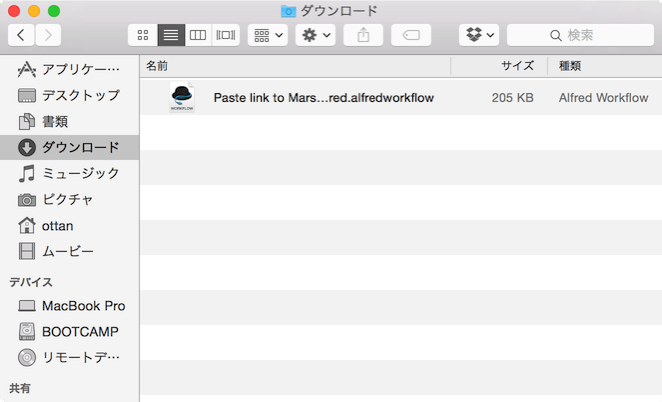 ダウンロード
検索
名前 サイズ 種類
Paste link to Mars...red.alfredworkflow 205 KB Alfred Workflow
WORKFLOW
アプリケー…
デスクトップ
書類
ダウンロード
ミュージック
ピクチャ
ottan
ムービー
デバイス
MacBook Pro
BOOTCAMP
リモートデ…
共有